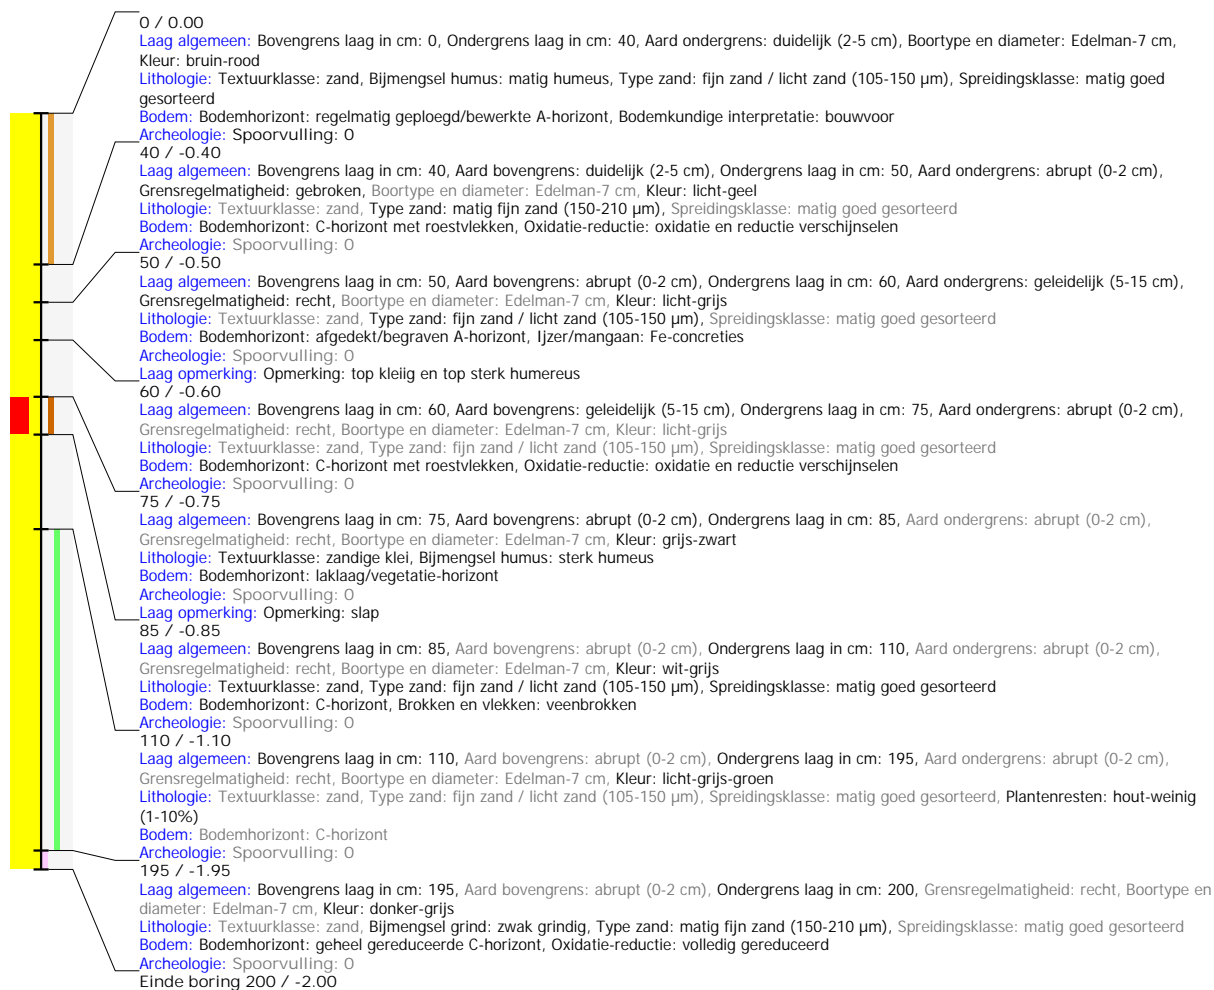 0 / 0.00
Laag algemeen: Bovengrens laag in cm: 0, Ondergrens laag in cm: 40, Aard ondergrens: duidelijk (2-5 cm), Boortype en diameter: Edelman-7 cm,
Kleur: bruin-rood
Lithologie: Textuurklasse: zand, Bijmengsel humus: matig humeus, Type zand: fijn zand / licht zand (105-150 µm), Spreidingsklasse: matig goed
gesorteerd
Bodem: Bodemhorizont: regelmatig geploegd/bewerkte A-horizont, Bodemkundige interpretatie: bouwvoor
Archeologie: Spoorvulling: 0
40 / -0.40
Laag algemeen: Bovengrens laag in cm: 40, Aard bovengrens: duidelijk (2-5 cm), Ondergrens laag in cm: 50, Aard ondergrens: abrupt (0-2 cm),
Grensregelmatigheid: gebroken, Boortype en diameter: Edelman-7 cm, Kleur: licht-geel
Lithologie: Textuurklasse: zand, Type zand: matig fijn zand (150-210 µm), Spreidingsklasse: matig goed gesorteerd
Bodem: Bodemhorizont: C-horizont met roestvlekken, Oxidatie-reductie: oxidatie en reductie verschijnselen
Archeologie: Spoorvulling: 0
50 / -0.50
Laag algemeen: Bovengrens laag in cm: 50, Aard bovengrens: abrupt (0-2 cm), Ondergrens laag in cm: 60, Aard ondergrens: geleidelijk (5-15 cm),
Grensregelmatigheid: recht, Boortype en diameter: Edelman-7 cm, Kleur: licht-grijs
Lithologie: Textuurklasse: zand, Type zand: fijn zand / licht zand (105-150 µm), Spreidingsklasse: matig goed gesorteerd
Bodem: Bodemhorizont: afgedekt/begraven A-horizont, Ijzer/mangaan: Fe-concreties
Archeologie: Spoorvulling: 0
Laag opmerking: Opmerking: top kleiig en top sterk humereus
60 / -0.60
Laag algemeen: Bovengrens laag in cm: 60, Aard bovengrens: geleidelijk (5-15 cm), Ondergrens laag in cm: 75, Aard ondergrens: abrupt (0-2 cm),
Grensregelmatigheid: recht, Boortype en diameter: Edelman-7 cm, Kleur: licht-grijs
Lithologie: Textuurklasse: zand, Type zand: fijn zand / licht zand (105-150 µm), Spreidingsklasse: matig goed gesorteerd
Bodem: Bodemhorizont: C-horizont met roestvlekken, Oxidatie-reductie: oxidatie en reductie verschijnselen
Archeologie: Spoorvulling: 0
75 / -0.75
Laag algemeen: Bovengrens laag in cm: 75, Aard bovengrens: abrupt (0-2 cm), Ondergrens laag in cm: 85, Aard ondergrens: abrupt (0-2 cm),
Grensregelmatigheid: recht, Boortype en diameter: Edelman-7 cm, Kleur: grijs-zwart
Lithologie: Textuurklasse: zandige klei, Bijmengsel humus: sterk humeus
Bodem: Bodemhorizont: laklaag/vegetatie-horizont
Archeologie: Spoorvulling: 0
Laag opmerking: Opmerking: slap
85 / -0.85
Laag algemeen: Bovengrens laag in cm: 85, Aard bovengrens: abrupt (0-2 cm), Ondergrens laag in cm: 110, Aard ondergrens: abrupt (0-2 cm),
Grensregelmatigheid: recht, Boortype en diameter: Edelman-7 cm, Kleur: wit-grijs
Lithologie: Textuurklasse: zand, Type zand: fijn zand / licht zand (105-150 µm), Spreidingsklasse: matig goed gesorteerd
Bodem: Bodemhorizont: C-horizont, Brokken en vlekken: veenbrokken
Archeologie: Spoorvulling: 0
110 / -1.10
Laag algemeen: Bovengrens laag in cm: 110, Aard bovengrens: abrupt (0-2 cm), Ondergrens laag in cm: 195, Aard ondergrens: abrupt (0-2 cm),
Grensregelmatigheid: recht, Boortype en diameter: Edelman-7 cm, Kleur: licht-grijs-groen
Lithologie: Textuurklasse: zand, Type zand: fijn zand / licht zand (105-150 µm), Spreidingsklasse: matig goed gesorteerd, Plantenresten: hout-weinig
(1-10%)
Bodem: Bodemhorizont: C-horizont
Archeologie: Spoorvulling: 0
195 / -1.95
Laag algemeen: Bovengrens laag in cm: 195, Aard bovengrens: abrupt (0-2 cm), Ondergrens laag in cm: 200, Grensregelmatigheid: recht, Boortype en
diameter: Edelman-7 cm, Kleur: donker-grijs
Lithologie: Textuurklasse: zand, Bijmengsel grind: zwak grindig, Type zand: matig fijn zand (150-210 µm), Spreidingsklasse: matig goed gesorteerd
Bodem: Bodemhorizont: geheel gereduceerde C-horizont, Oxidatie-reductie: volledig gereduceerd
Archeologie: Spoorvulling: 0
Einde boring 200 / -2.00